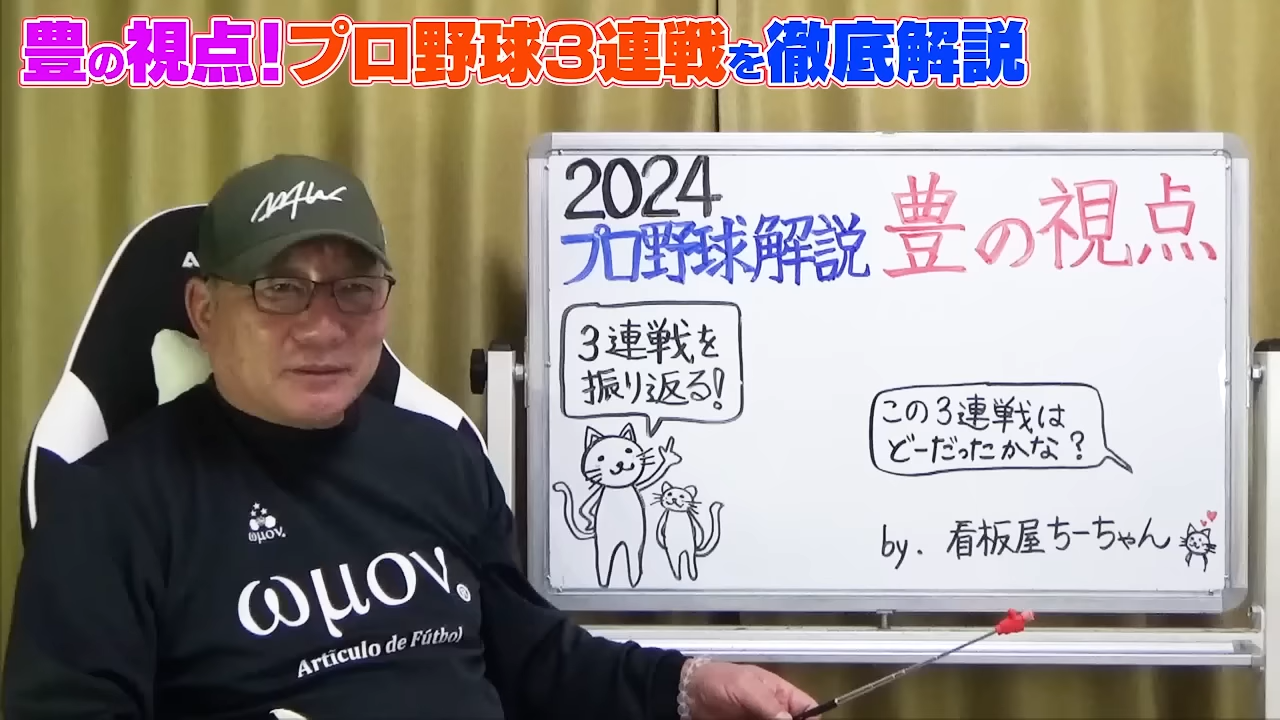 豊の視点!プロ野球3連戦を徹底解説
2024
プロ野球解説 豊の視点
3連戦を
振り返る!
この3連戦は
どーだったかな?
by. 看板屋ちーちゃん
ωμον.
ωμον.®
Artículo de Fútbol